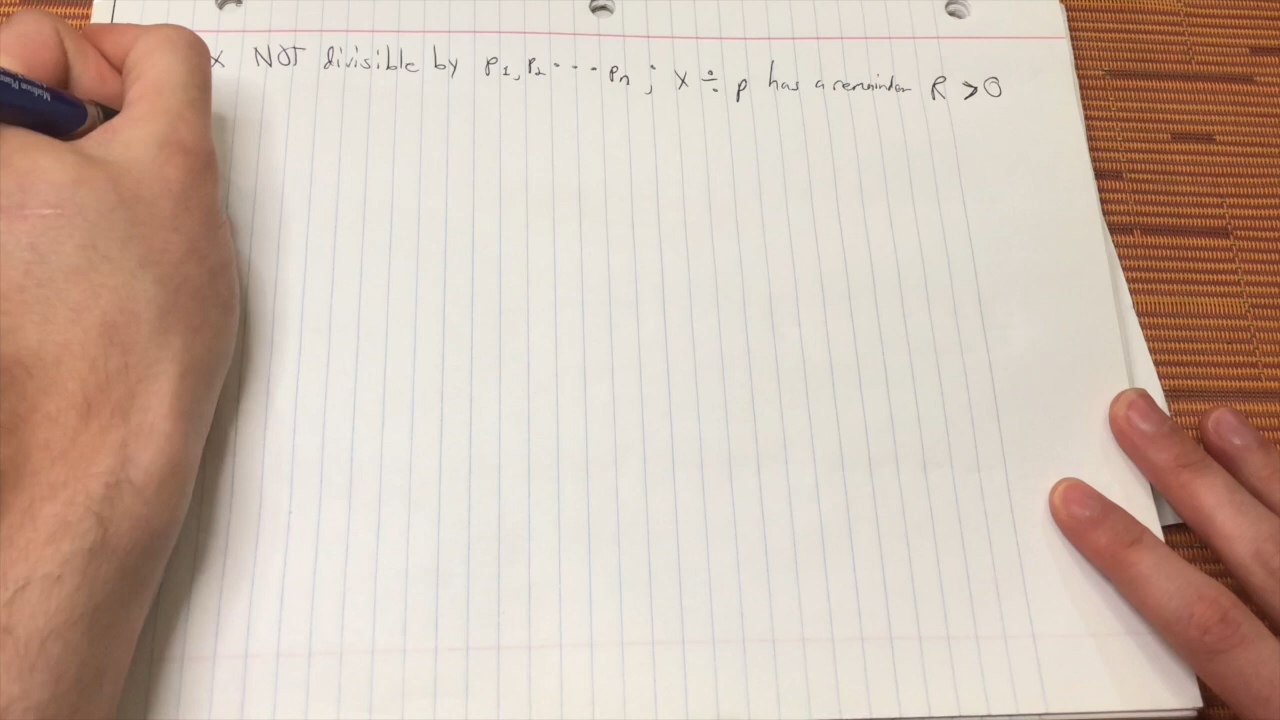 x NOT divisible by p₁, p₂ ... pₙ ; x ÷ p has a remainder R > 0